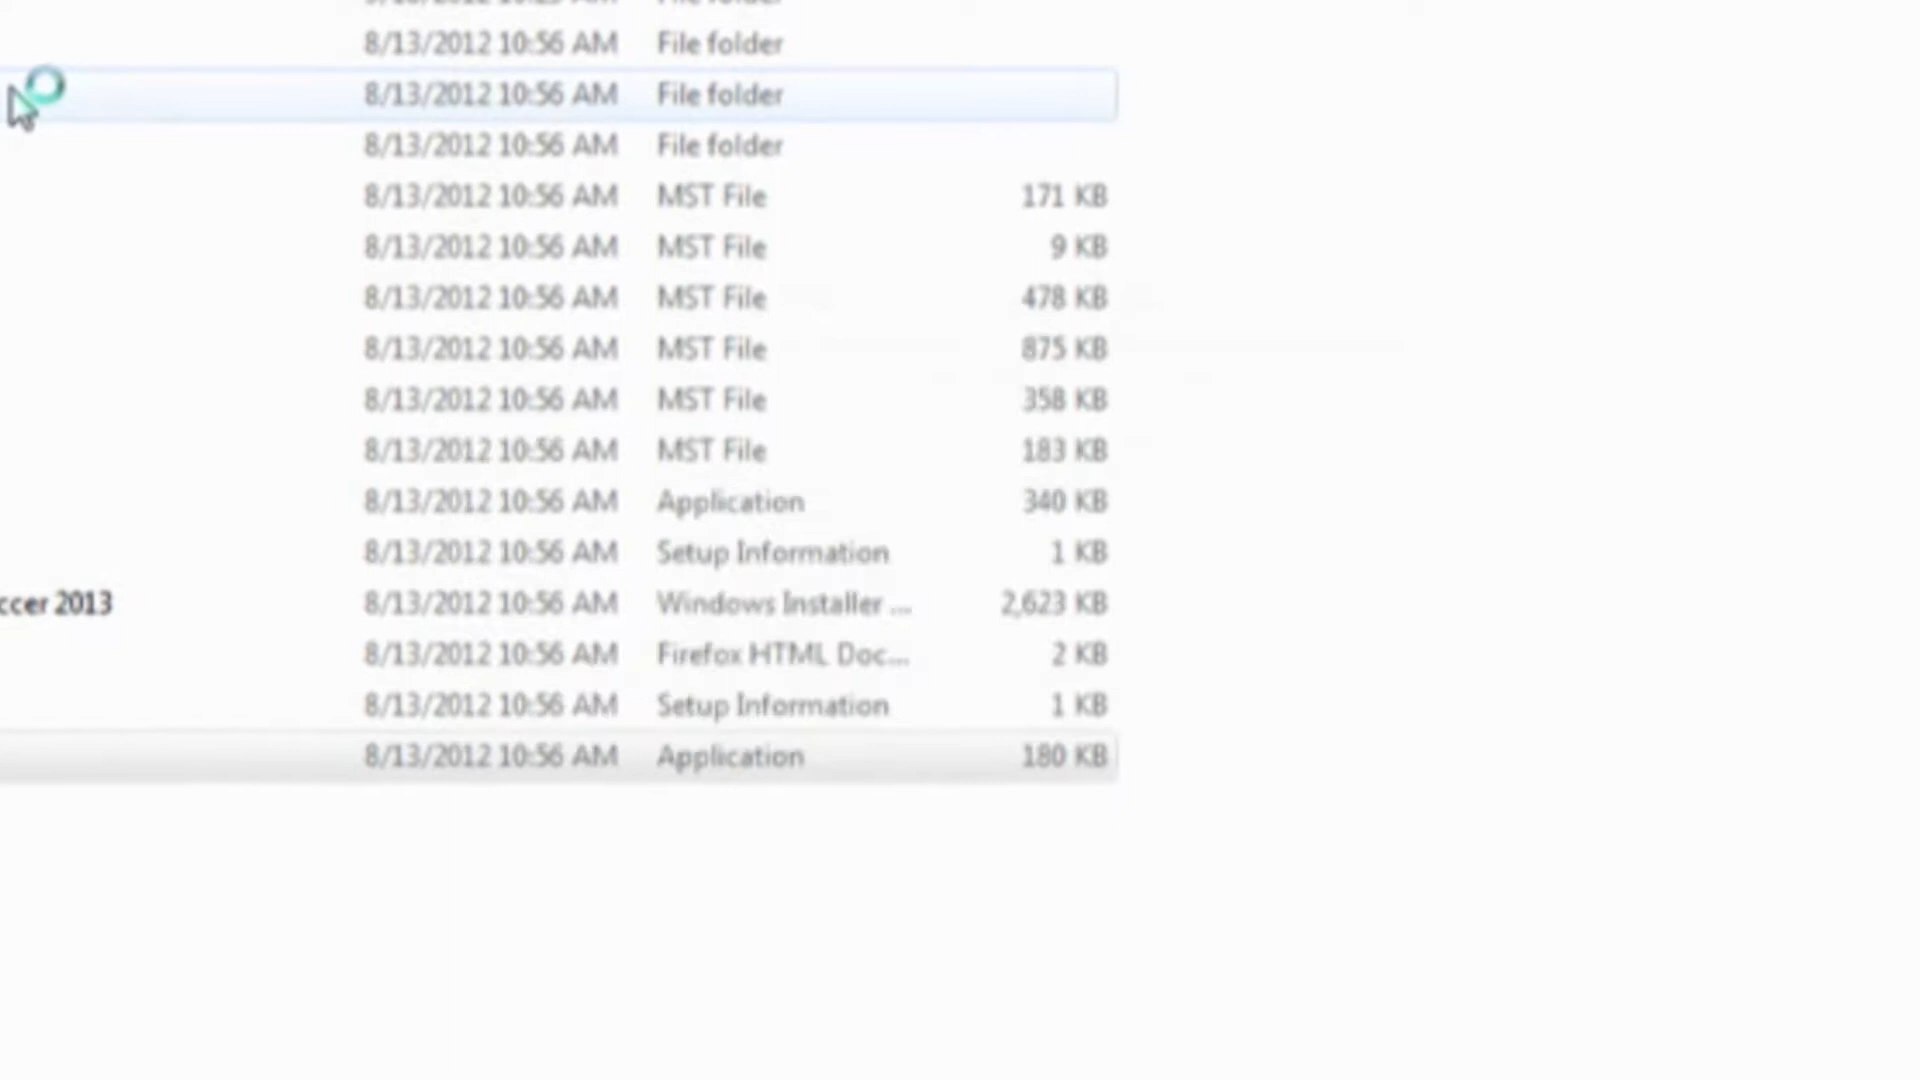 8/13/2012 10:56 AM File folder
8/13/2012 10:56 AM File folder
8/13/2012 10:56 AM File folder
8/13/2012 10:56 AM MST File 171 KB
8/13/2012 10:56 AM MST File 9 KB
8/13/2012 10:56 AM MST File 478 KB
8/13/2012 10:56 AM MST File 875 KB
8/13/2012 10:56 AM MST File 358 KB
8/13/2012 10:56 AM MST File 183 KB
8/13/2012 10:56 AM Application 340 KB
8/13/2012 10:56 AM Setup Information 1 KB
ccer 2013 8/13/2012 10:56 AM Windows Installer ... 2,623 KB
8/13/2012 10:56 AM Firefox HTML Doc... 2 KB
8/13/2012 10:56 AM Setup Information 1 KB
8/13/2012 10:56 AM Application 180 KB